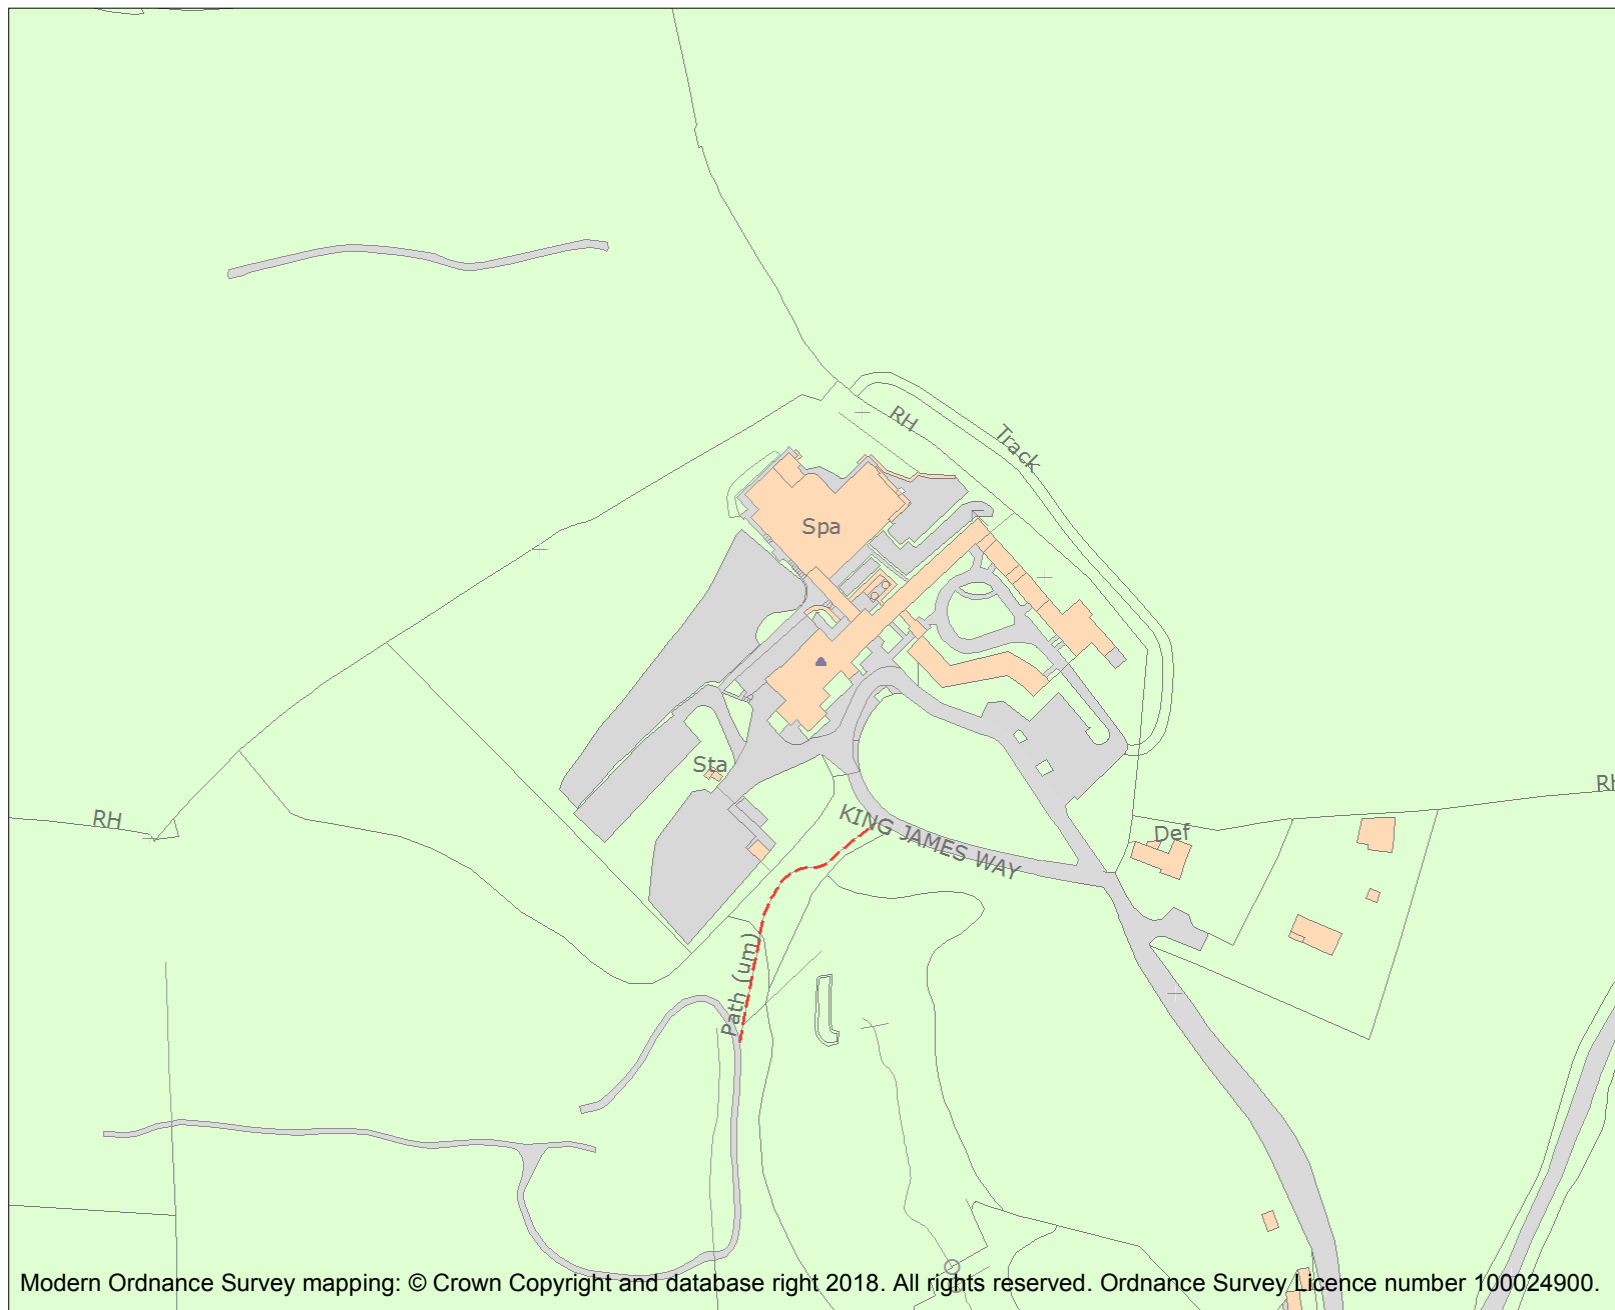 RH
Track
Spa
Sta
RH
KING JAMES WAY
Def
RH
Path (um)
Modern Ordnance Survey mapping: © Crown Copyright and database right 2018. All rights reserved. Ordnance Survey Licence number 100024900.